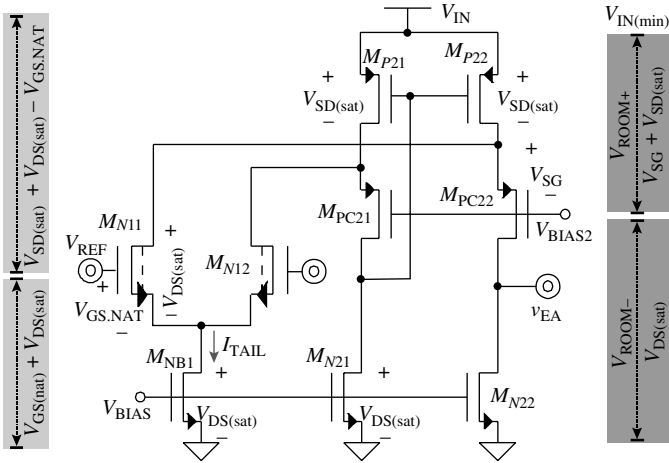 V_IN
V_IN(min)
M_P21
M_P22
+
+
V_SD(sat)
V_SD(sat)
−
−
V_SD(sat) + V_DS(sat) − V_GS.NAT
V_ROOM+
V_SG + V_SD(sat)
+
V_SG
−
M_PC21
M_PC22
V_BIAS2
M_N11
+
V_REF
M_N12
+
V_DS(sat)
−
V_GS.NAT
−
v_EA
I_TAIL
V_GS(nat) + V_DS(sat)
V_ROOM−
V_DS(sat)
M_NB1
+
M_N21
+
M_N22
V_BIAS
V_DS(sat)
V_DS(sat)
−
−